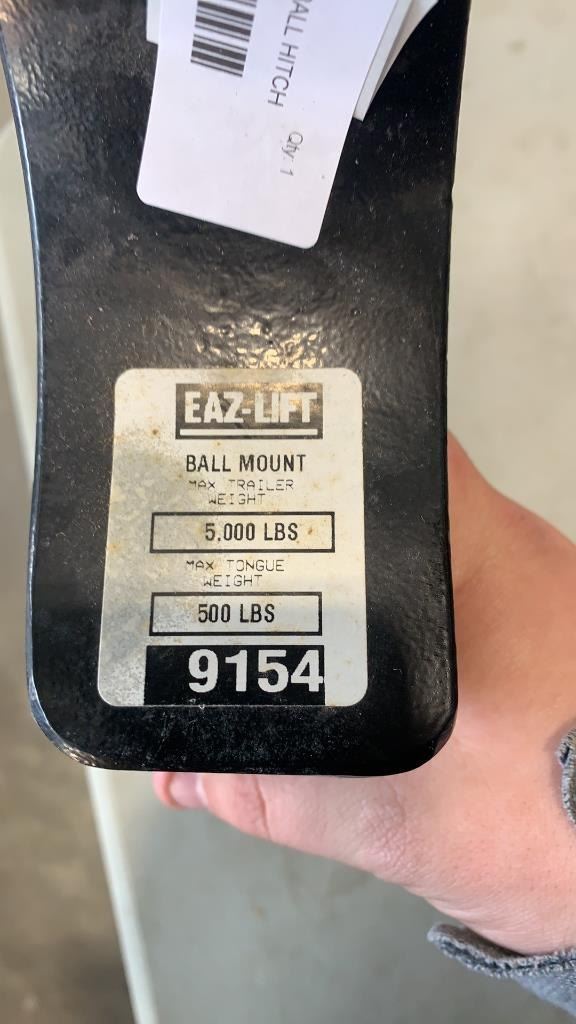 HITCH
Qty: 1
EAZ-LIFT
BALL MOUNT
MAX TRAILER
WEIGHT
5,000 LBS
MAX TONGUE
WEIGHT
500 LBS
9154